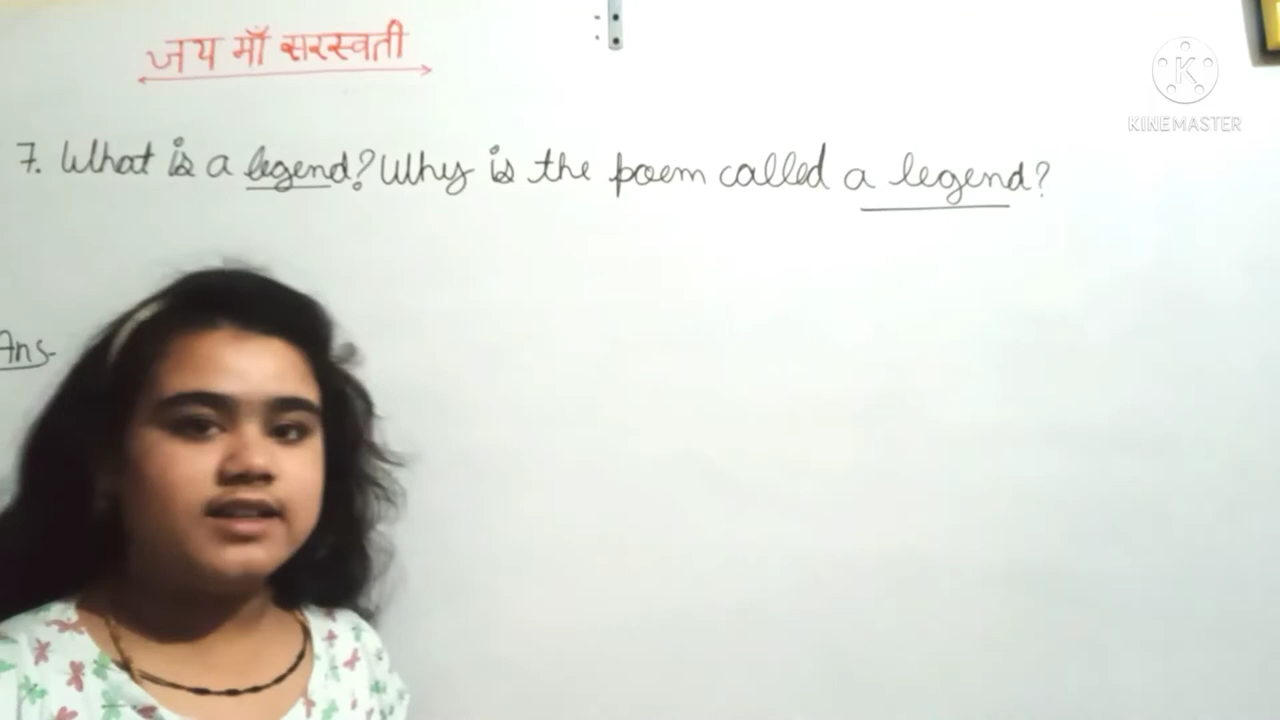 जय माँ सरस्वती
KINEMASTER
7. What is a legend? Why is the poem called a legend?
Ans-